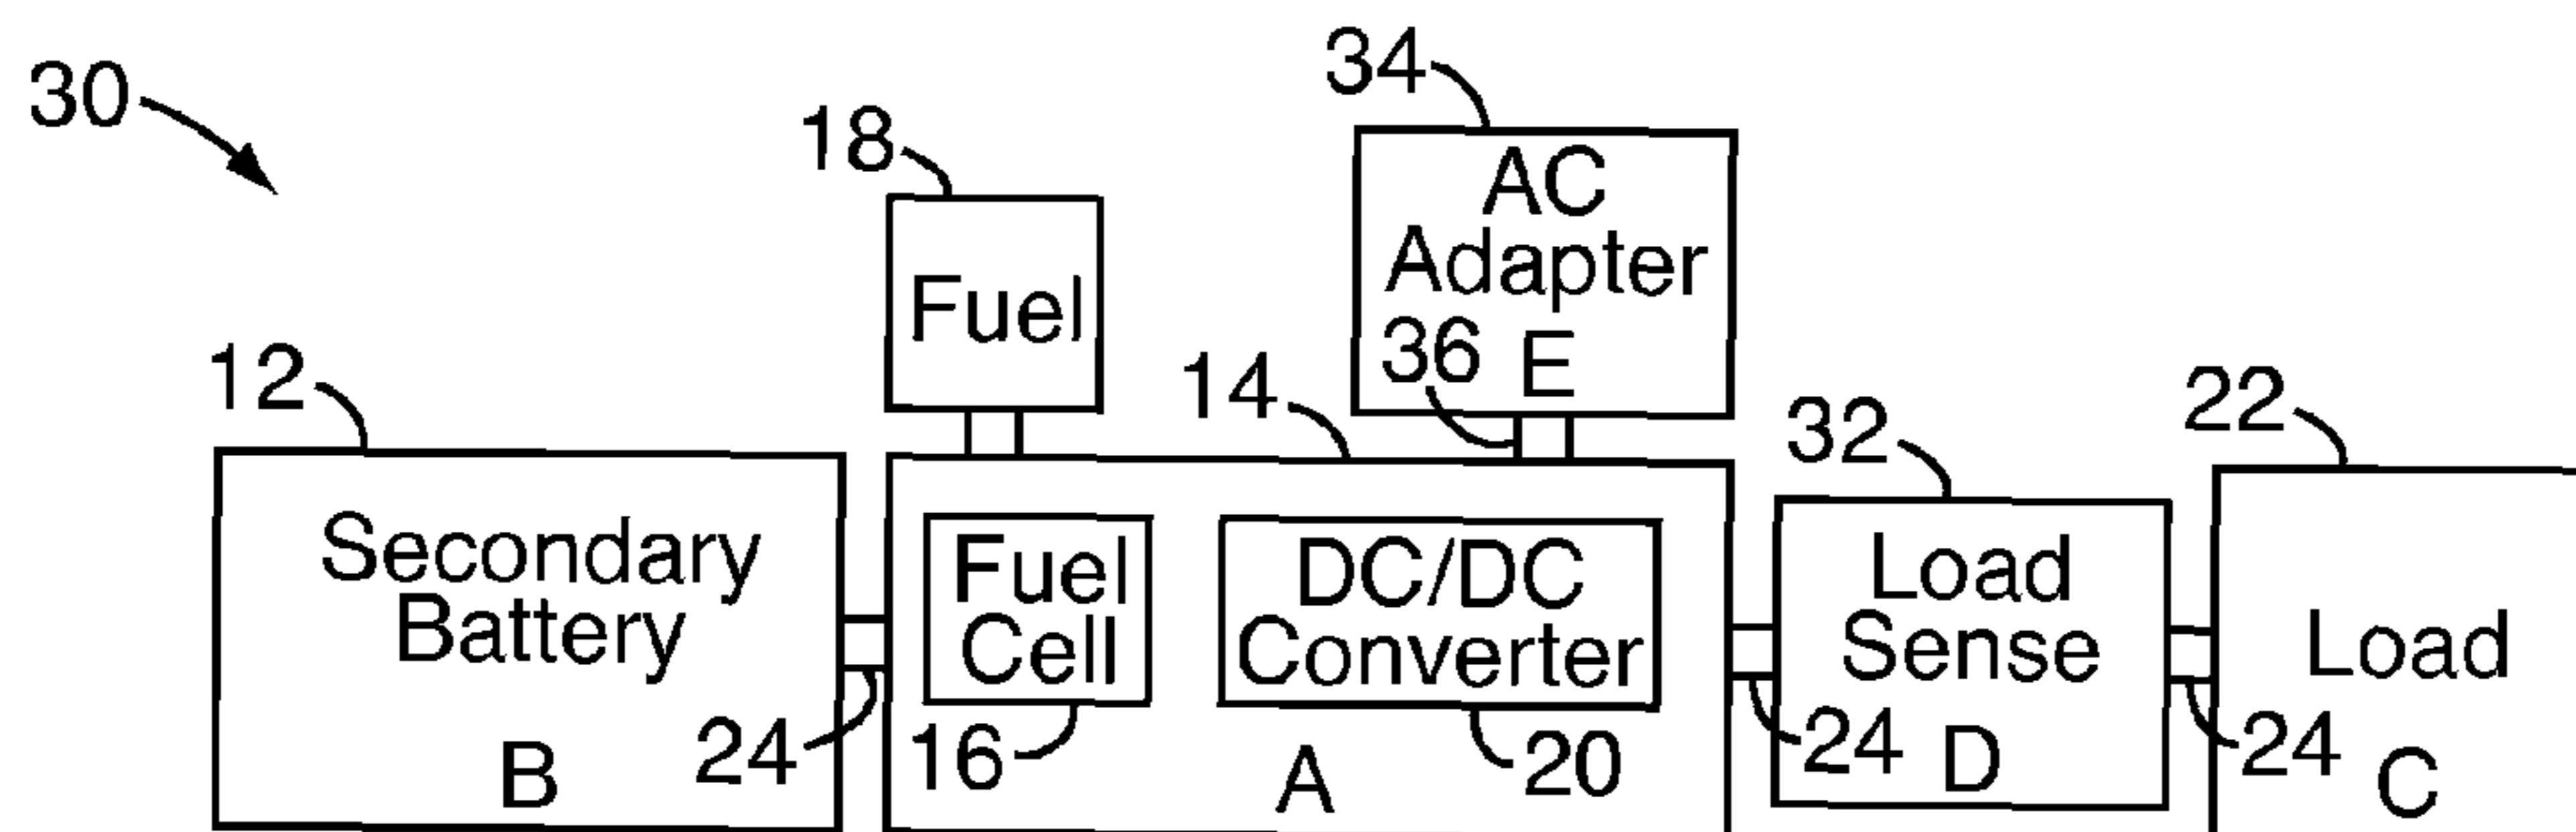 30
34
18
AC
Adapter
36 E
Fuel
12
14
32
22
Secondary
Battery
B
24
Fuel
Cell
16
DC/DC
Converter
20
A
Load
Sense
24 D
Load
24 C